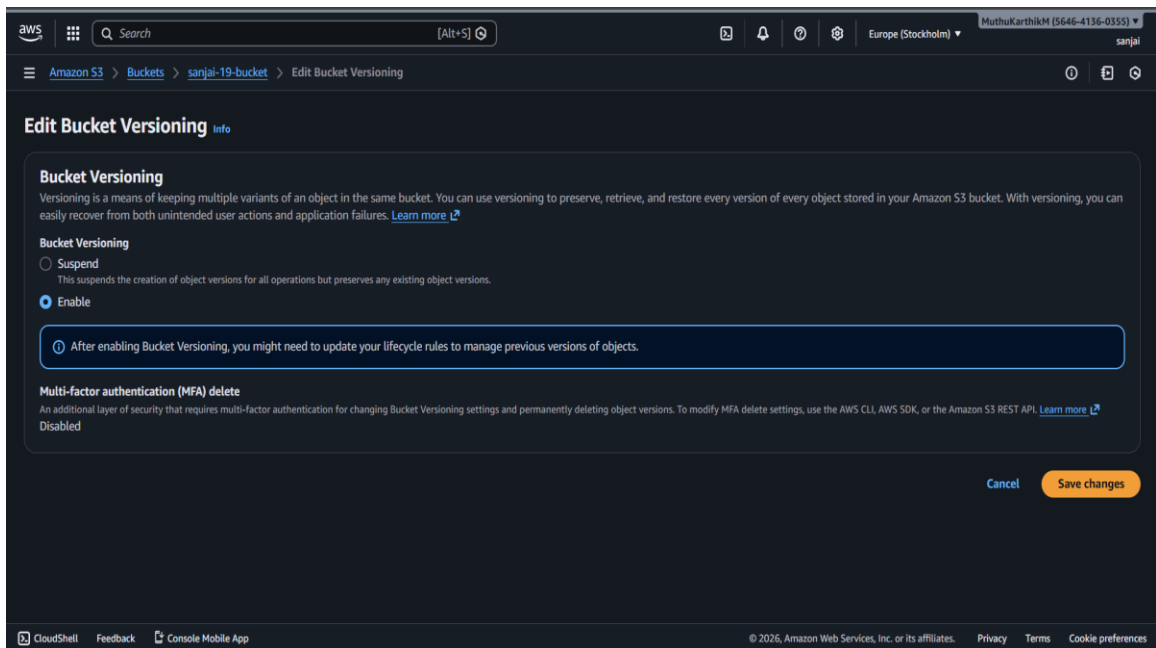 aws
Search [Alt+S] Europe (Stockholm) MuthuKarthikM (5646-4136-0355)
sanjai
Amazon S3 > Buckets > sanjai-19-bucket > Edit Bucket Versioning
Edit Bucket Versioning Info
Bucket Versioning
Versioning is a means of keeping multiple variants of an object in the same bucket. You can use versioning to preserve, retrieve, and restore every version of every object stored in your Amazon S3 bucket. With versioning, you can
easily recover from both unintended user actions and application failures. Learn more
Bucket Versioning
Suspend
This suspends the creation of object versions for all operations but preserves any existing object versions.
Enable
After enabling Bucket Versioning, you might need to update your lifecycle rules to manage previous versions of objects.
Multi-factor authentication (MFA) delete
An additional layer of security that requires multi-factor authentication for changing Bucket Versioning settings and permanently deleting object versions. To modify MFA delete settings, use the AWS CLI, AWS SDK, or the Amazon S3 REST API. Learn more
Disabled
Cancel Save changes
CloudShell Feedback Console Mobile App © 2026, Amazon Web Services, Inc. or its affiliates. Privacy Terms Cookie preferences